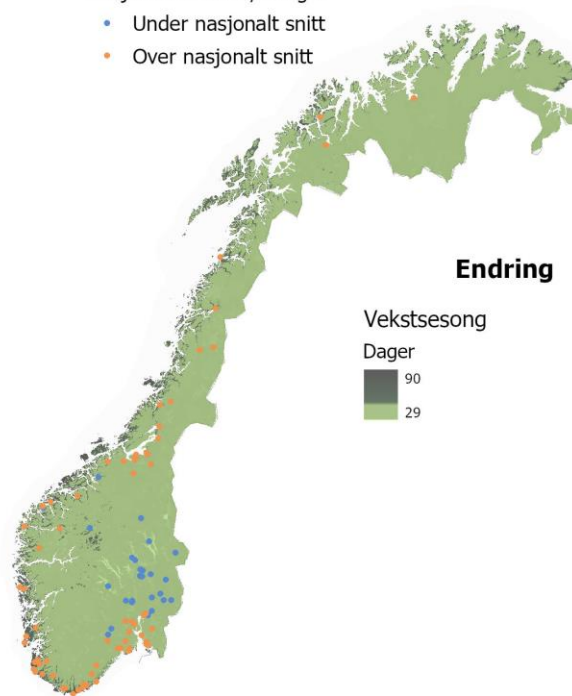 Under nasjonalt snitt
Over nasjonalt snitt
Endring
Vekstsesong
Dager
90
29